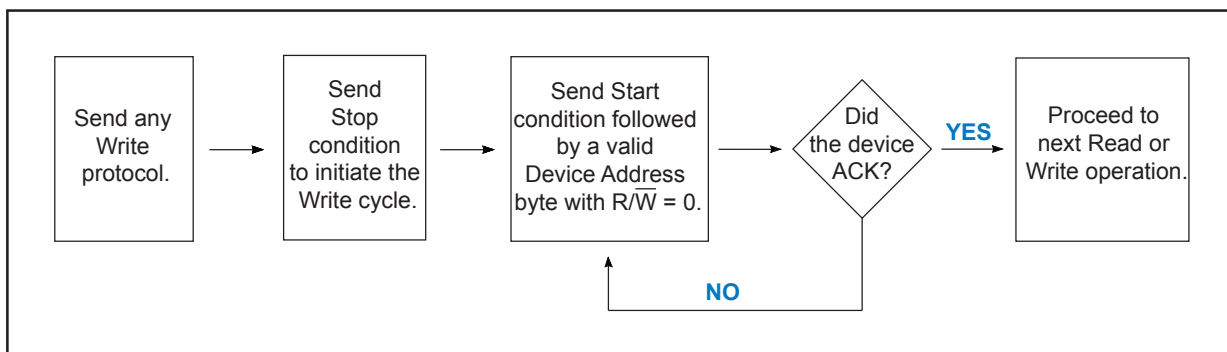 Send any
Write
protocol.
Send
Stop
condition
to initiate the
Write cycle.
Send Start
condition followed
by a valid
Device Address
byte with R/W̅ = 0.
Did
the device
ACK?
YES
NO
Proceed to
next Read or
Write operation.